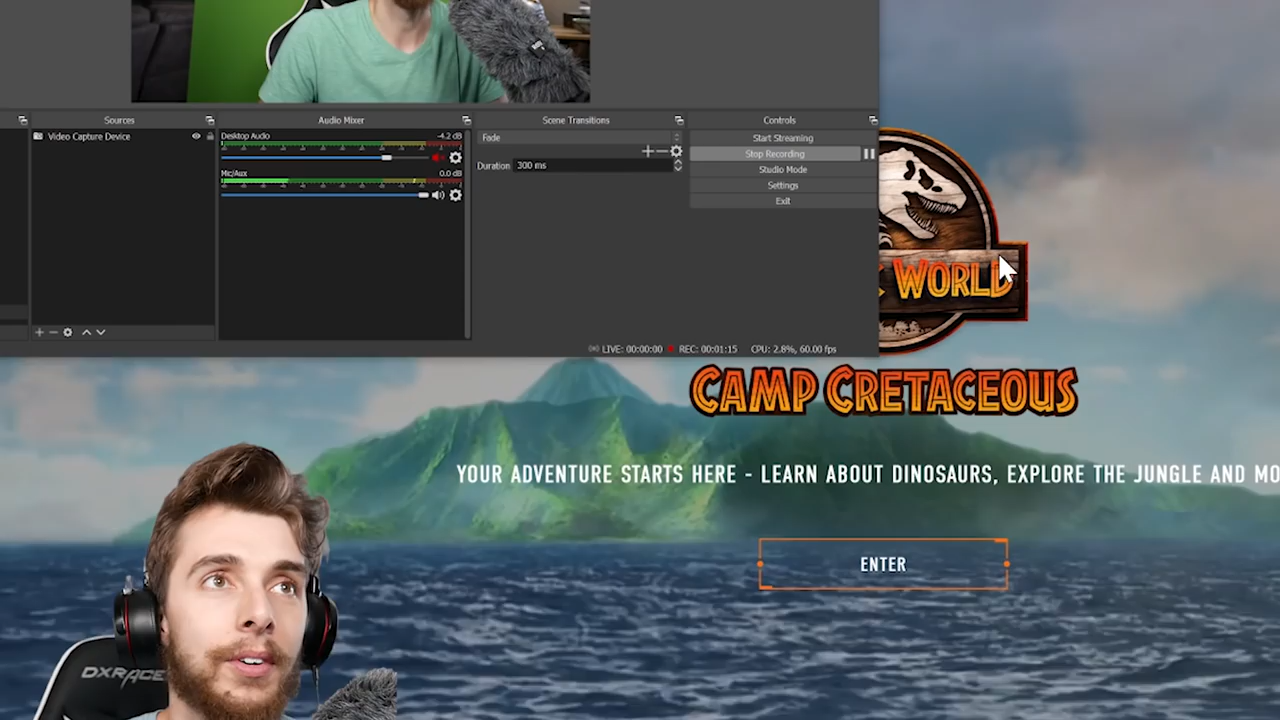 Sources
Audio Mixer
Scene Transitions
Controls
Video Capture Device
Desktop Audio
-4.2 dB
Mic/Aux
0.0 dB
Fade
Duration
300 ms
Start Streaming
Stop Recording
Studio Mode
Settings
Exit
LIVE: 00:00:00
REC: 00:01:15
CPU: 2.8%, 60.00 fps
WORLD
CAMP CRETACEOUS
YOUR ADVENTURE STARTS HERE - LEARN ABOUT DINOSAURS, EXPLORE THE JUNGLE AND MO
ENTER
DXRACE